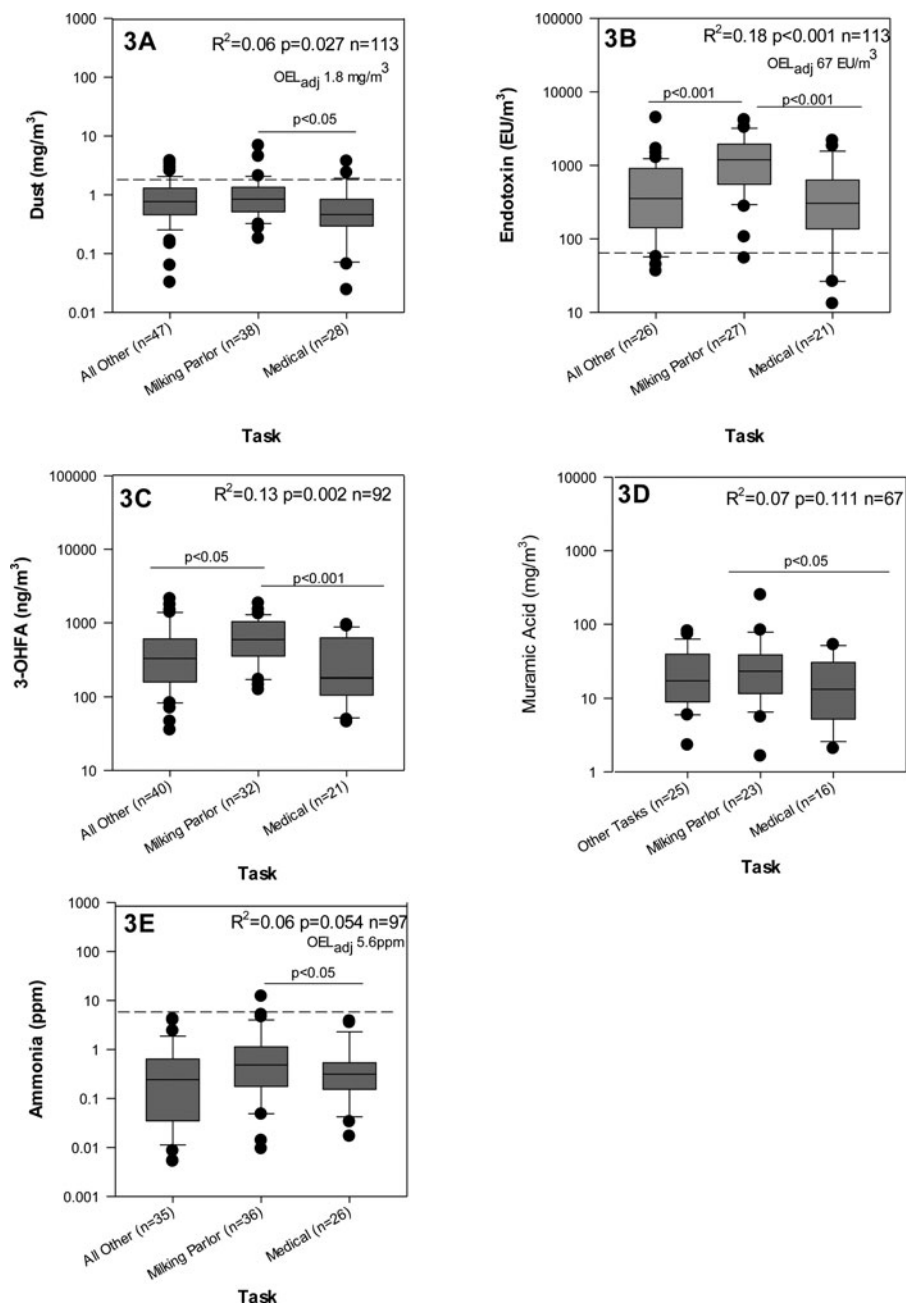 3A
R²=0.06 p=0.027 n=113
OELadj 1.8 mg/m³
p<0.05
Dust (mg/m³)
1000
100
10
1
0.1
0.01
All Other (n=47)
Milking Parlor (n=38)
Medical (n=28)
Task
3B
R²=0.18 p<0.001 n=113
OELadj 67 EU/m³
p<0.001
p<0.001
Endotoxin (EU/m³)
100000
10000
1000
100
10
All Other (n=26)
Milking Parlor (n=27)
Medical (n=21)
Task
3C
R²=0.13 p=0.002 n=92
p<0.05
p<0.001
3-OHFA (ng/m³)
100000
10000
1000
100
10
All Other (n=40)
Milking Parlor (n=32)
Medical (n=21)
Task
3D
R²=0.07 p=0.111 n=67
p<0.05
Muramic Acid (mg/m³)
10000
1000
100
10
1
Other Tasks (n=25)
Milking Parlor (n=23)
Medical (n=16)
Task
3E
R²=0.06 p=0.054 n=97
OELadj 5.6ppm
p<0.05
Ammonia (ppm)
1000
100
10
1
0.1
0.01
0.001
All Other (n=35)
Milking Parlor (n=36)
Medical (n=26)
Task